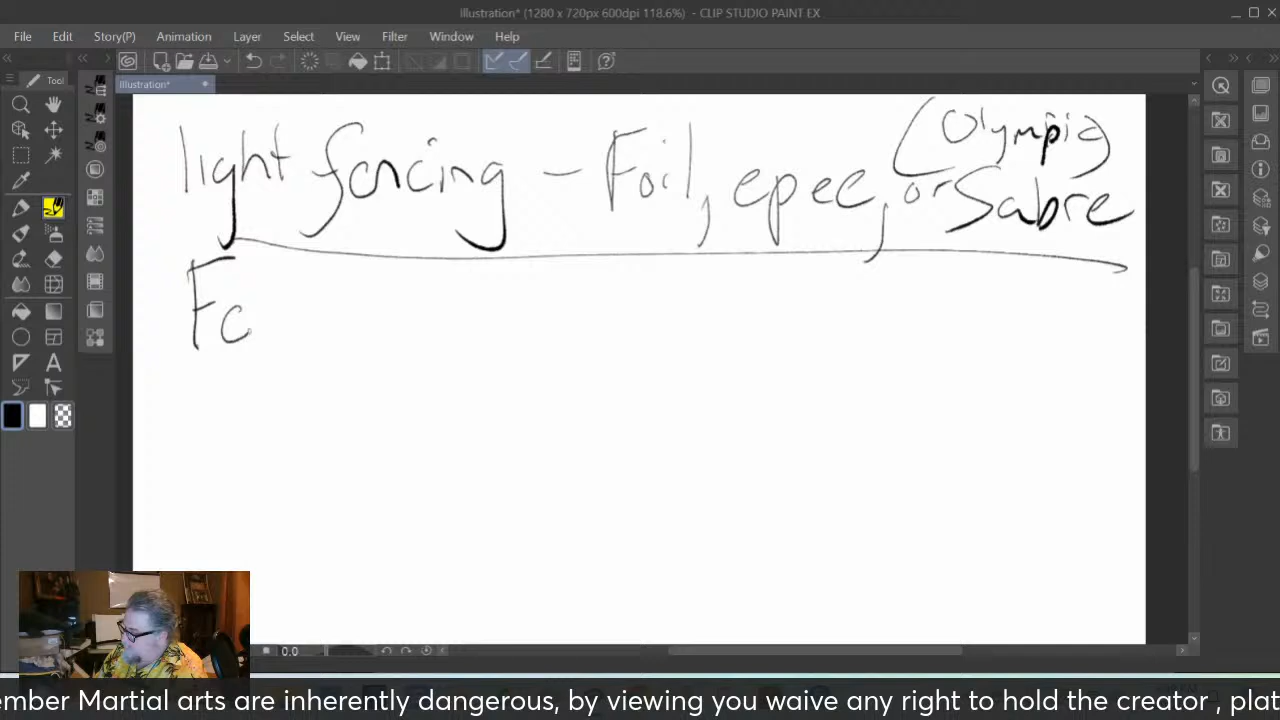 Illustration* (1280 x 720px 600dpi 118.6%) - CLIP STUDIO PAINT EX
File Edit Story(P) Animation Layer Select View Filter Window Help
Tool
Illustration*
(Olympic)
light fencing - Foil, epee, or Sabre
Fo
0.0
ember Martial arts are inherently dangerous, by viewing you waive any right to hold the creator , plat